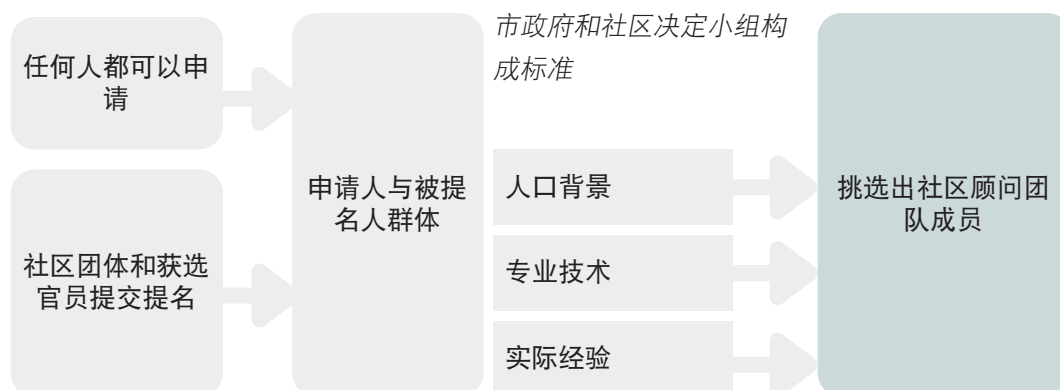 任何人都可以申
请
社区团体和获选
官员提交提名
申请人与被提
名人群体
市政府和社区决定小组构
成标准
人口背景
专业技术
实际经验
挑选出社区顾问团
队成员